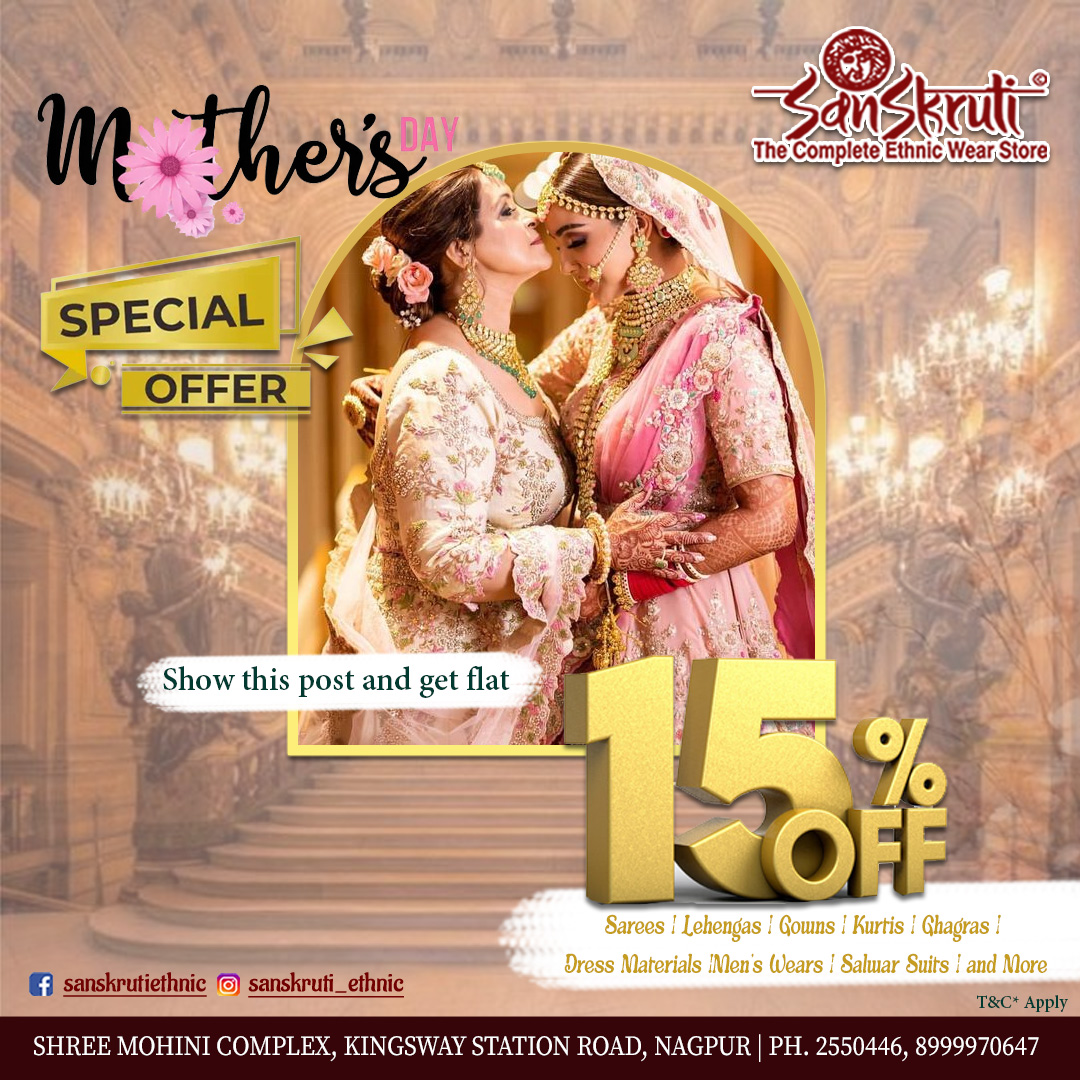 Mother's DAY
SanSkruti ©
The Complete Ethnic Wear Store
SPECIAL
OFFER
Show this post and get flat
15%
OFF
Sarees | Lehengas | Gowns | Kurtis | Ghagras |
Dress Materials |Men's Wears | Salwar Suits | and More
sanskrutiethnic sanskruti_ethnic
T&C* Apply
SHREE MOHINI COMPLEX, KINGSWAY STATION ROAD, NAGPUR | PH. 2550446, 8999970647